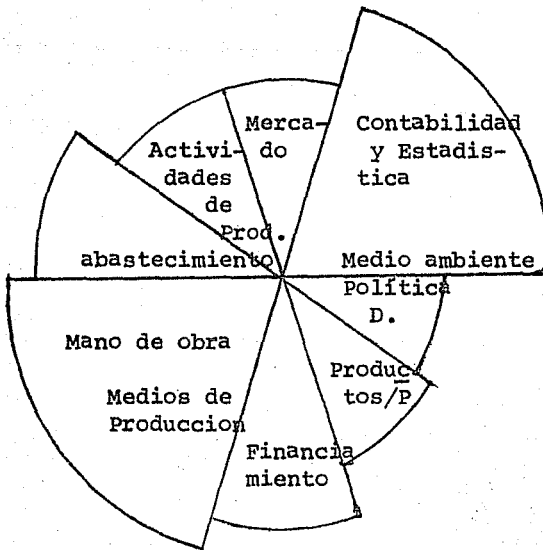 Merca-
do
Contabilidad
y Estadis-
tica
Activi-
dades
de
Prod.
abastecimiento
Medio ambiente
Política
D.
Mano de obra
Medios de
Produccion
Produc
tos/P̅
Financia
miento